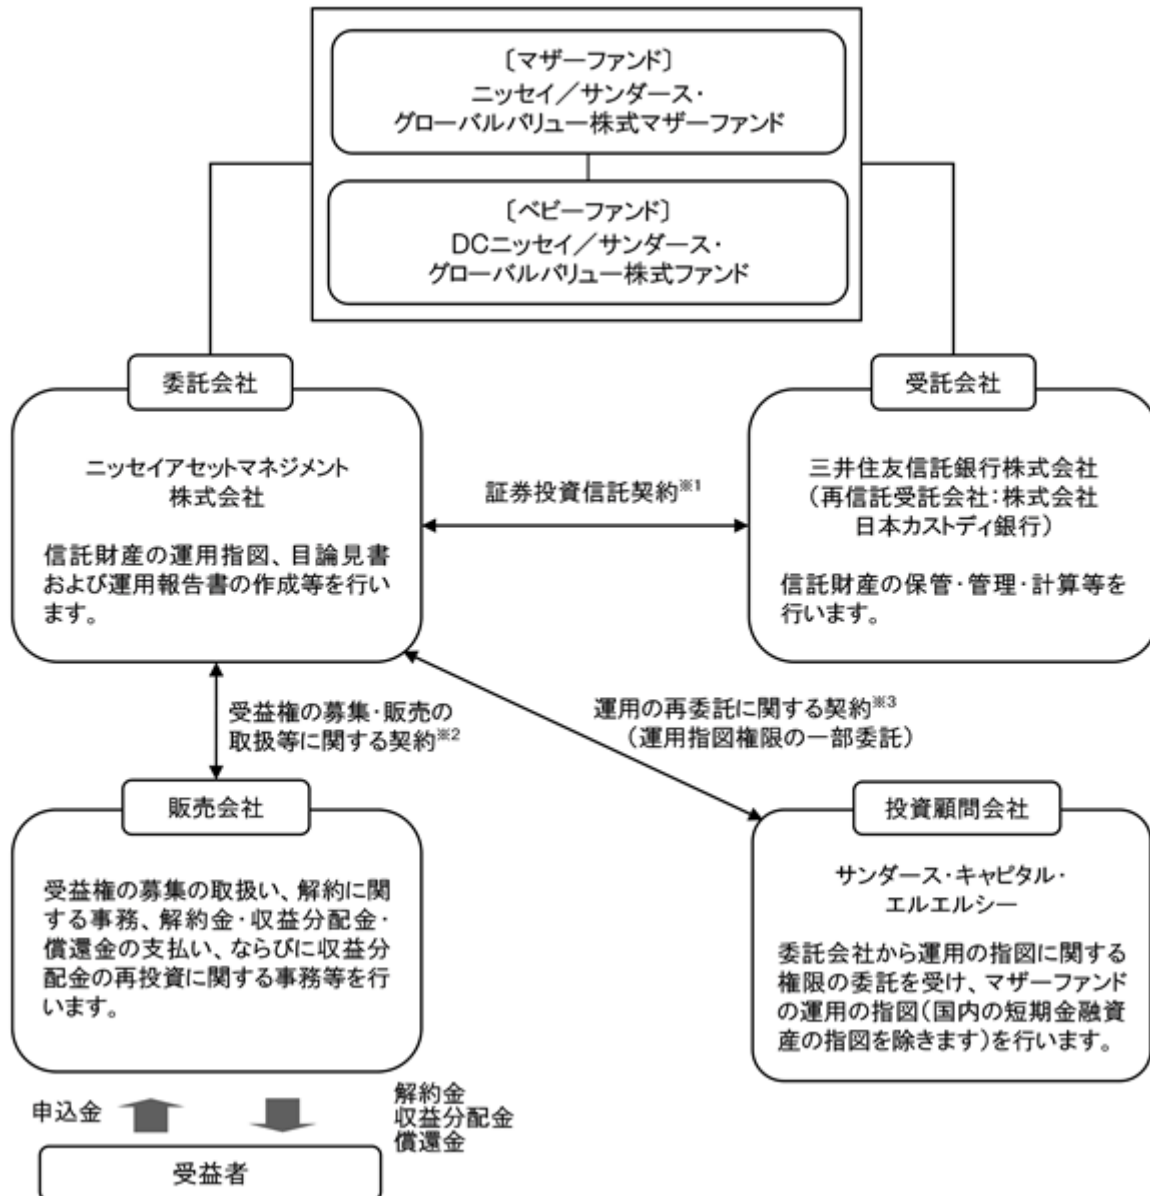 〔マザーファンド〕
ニッセイ／サンダース・
グローバルバリュー株式マザーファンド
〔ベビーファンド〕
DCニッセイ／サンダース・
グローバルバリュー株式ファンド
委託会社
ニッセイアセットマネジメント
株式会社
信託財産の運用指図、目論見書
および運用報告書の作成等を行い
ます。
証券投資信託契約※1
受託会社
三井住友信託銀行株式会社
（再信託受託会社：株式会社
日本カストディ銀行）
信託財産の保管・管理・計算等を
行います。
受益権の募集・販売の
取扱等に関する契約※2
運用の再委託に関する契約※3
（運用指図権限の一部委託）
販売会社
受益権の募集の取扱い、解約に関
する事務、解約金・収益分配金・
償還金の支払い、ならびに収益分
配金の再投資に関する事務等を行
います。
投資顧問会社
サンダース・キャピタル・
エルエルシー
委託会社から運用の指図に関する
権限の委託を受け、マザーファンド
の運用の指図（国内の短期金融資
産の指図を除きます）を行います。
申込金
解約金
収益分配金
償還金
受益者